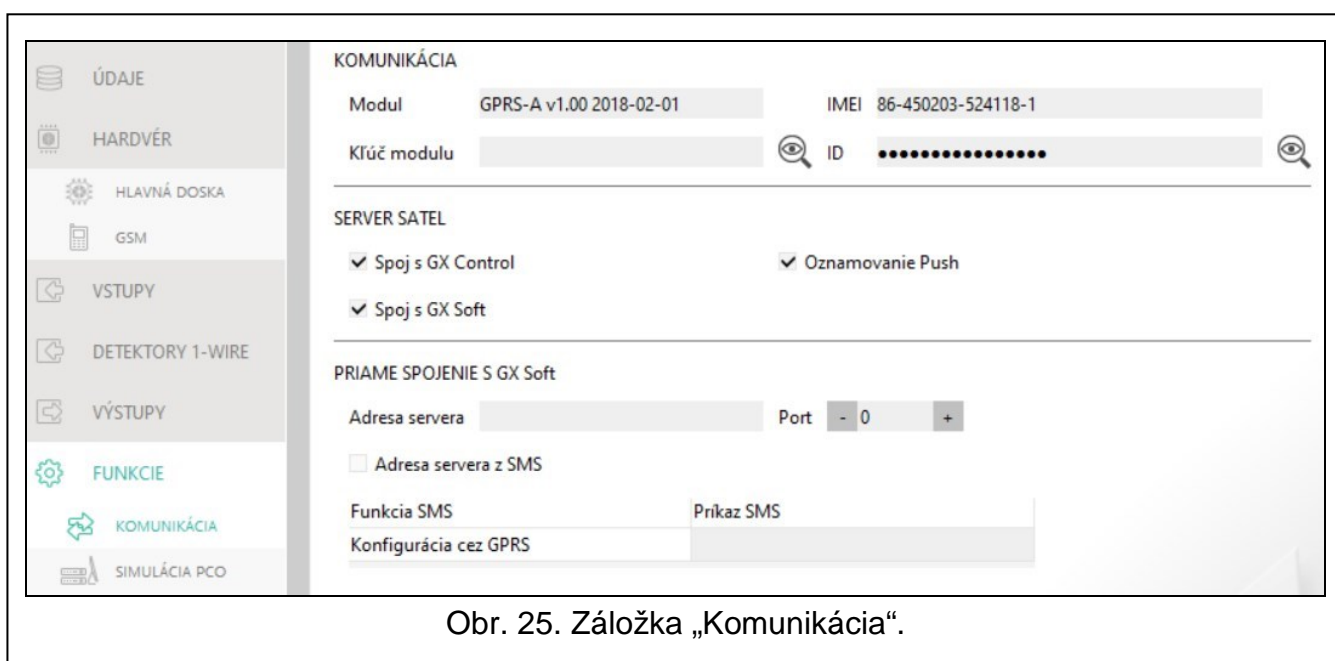 ÚDAJE
HARDVÉR
HLAVNÁ DOSKA
GSM
VSTUPY
DETEKTORY 1-WIRE
VÝSTUPY
FUNKCIE
KOMUNIKÁCIA
SIMULÁCIA PCO
KOMUNIKÁCIA
Modul GPRS-A v1.00 2018-02-01 IMEI 86-450203-524118-1
Kľúč modulu ID ••••••••••••••••
SERVER SATEL
Spoj s GX Control Oznamovanie Push
Spoj s GX Soft
PRIAME SPOJENIE S GX Soft
Adresa servera Port - 0 +
Adresa servera z SMS
Funkcia SMS Príkaz SMS
Konfigurácia cez GPRS
Obr. 25. Záložka „Komunikácia“.